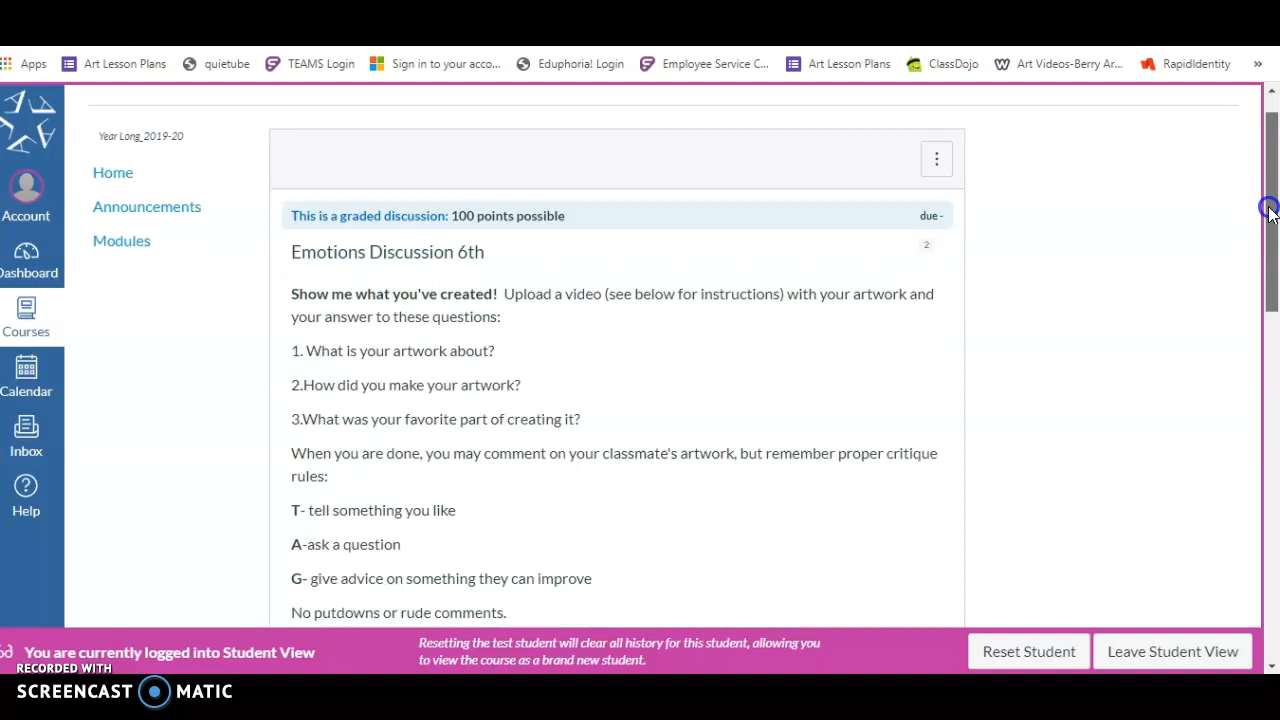 Apps Art Lesson Plans quietube TEAMS Login Sign in to your acco... Eduphoria! Login Employee Service C... Art Lesson Plans ClassDojo Art Videos-Berry Ar... RapidIdentity »
Year Long_2019-20
Home
Announcements
Modules
Account
Dashboard
Courses
Calendar
Inbox
Help
This is a graded discussion: 100 points possible due -
2
Emotions Discussion 6th
Show me what you've created! Upload a video (see below for instructions) with your artwork and
your answer to these questions:
1. What is your artwork about?
2.How did you make your artwork?
3.What was your favorite part of creating it?
When you are done, you may comment on your classmate's artwork, but remember proper critique
rules:
T- tell something you like
A-ask a question
G- give advice on something they can improve
No putdowns or rude comments.
You are currently logged into Student View
Resetting the test student will clear all history for this student, allowing you
to view the course as a brand new student.
Reset Student Leave Student View
RECORDED WITH
SCREENCAST MATIC